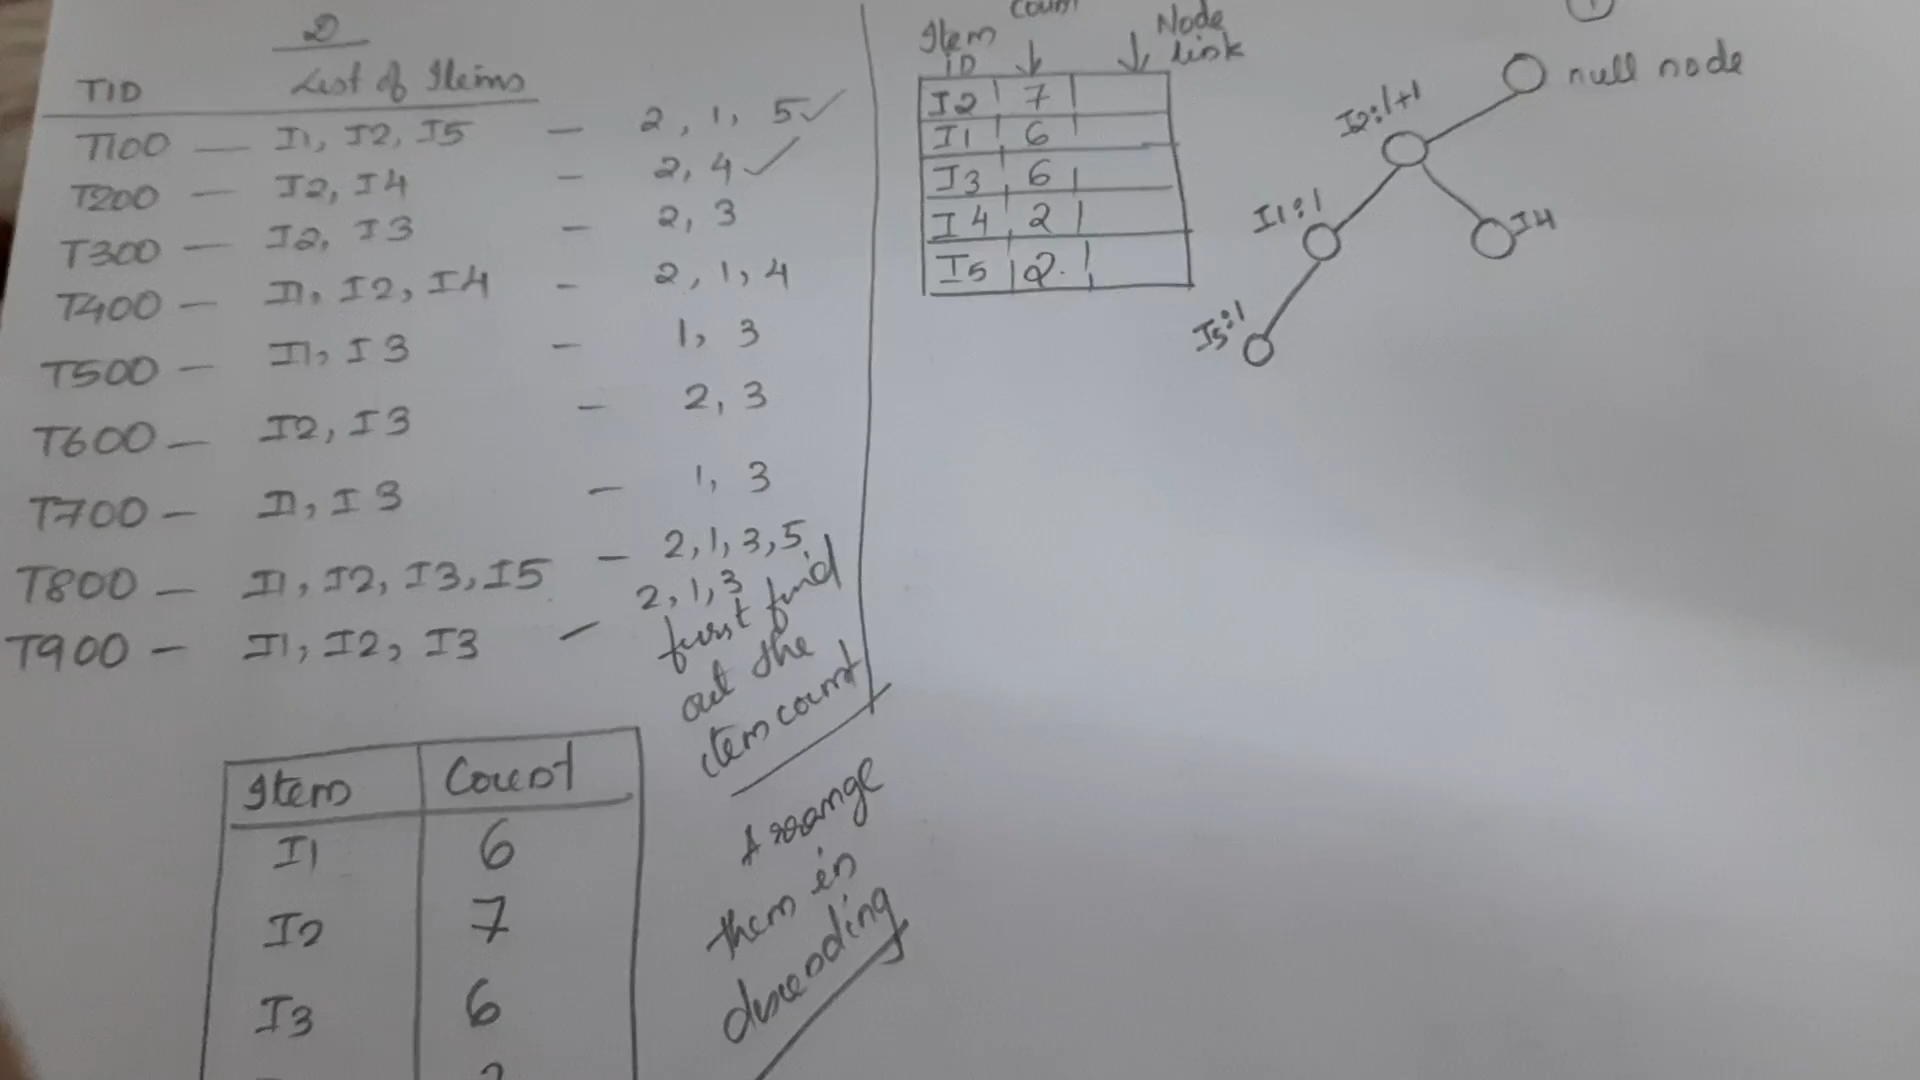 D
TID List of Items
T100 — I1, I2, I5 — 2, 1, 5 ✓
T200 — I2, I4 – 2, 4 ✓
T300 — I2, I3 – 2, 3
T400 — I1, I2, I4 – 2, 1, 4
T500 — I1, I3 – 1, 3
T600 — I2, I3 – 2, 3
T700 — I1, I3 – 1, 3
T800 — I1, I2, I3, I5 – 2, 1, 3, 5
T900 — I1, I2, I3 – 2, 1, 3
first find
out the
item count
Arrange
them in
descending
Item Count
I1 6
I2 7
I3 6
Item ID count Node link
I2 7
I1 6
I3 6
I4 2
I5 2
1
null node
I2:1+1
I1:1
I4
I5:1